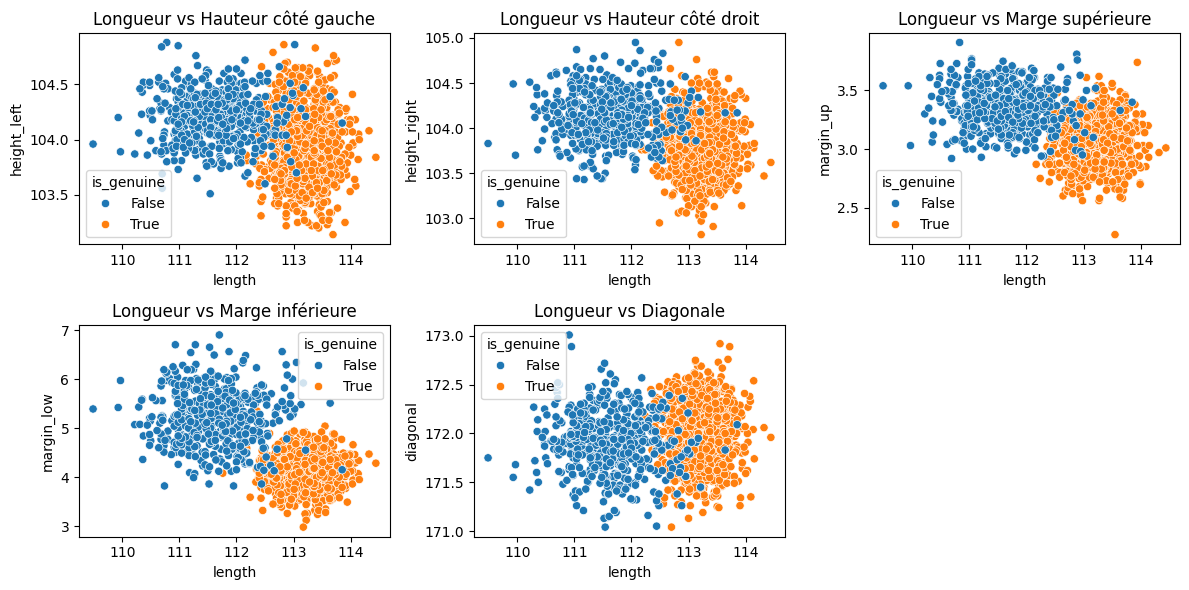 Longueur vs Hauteur côté gauche
height_left
104.5
104.0
103.5
is_genuine
False
True
110
111
112
113
114
length
Longueur vs Hauteur côté droit
height_right
105.0
104.5
104.0
103.5
103.0
is_genuine
False
True
110
111
112
113
114
length
Longueur vs Marge supérieure
margin_up
3.5
3.0
2.5
is_genuine
False
True
110
111
112
113
114
length
Longueur vs Marge inférieure
margin_low
7
6
5
4
3
is_genuine
False
True
110
111
112
113
114
length
Longueur vs Diagonale
diagonal
173.0
172.5
172.0
171.5
171.0
is_genuine
False
True
110
111
112
113
114
length